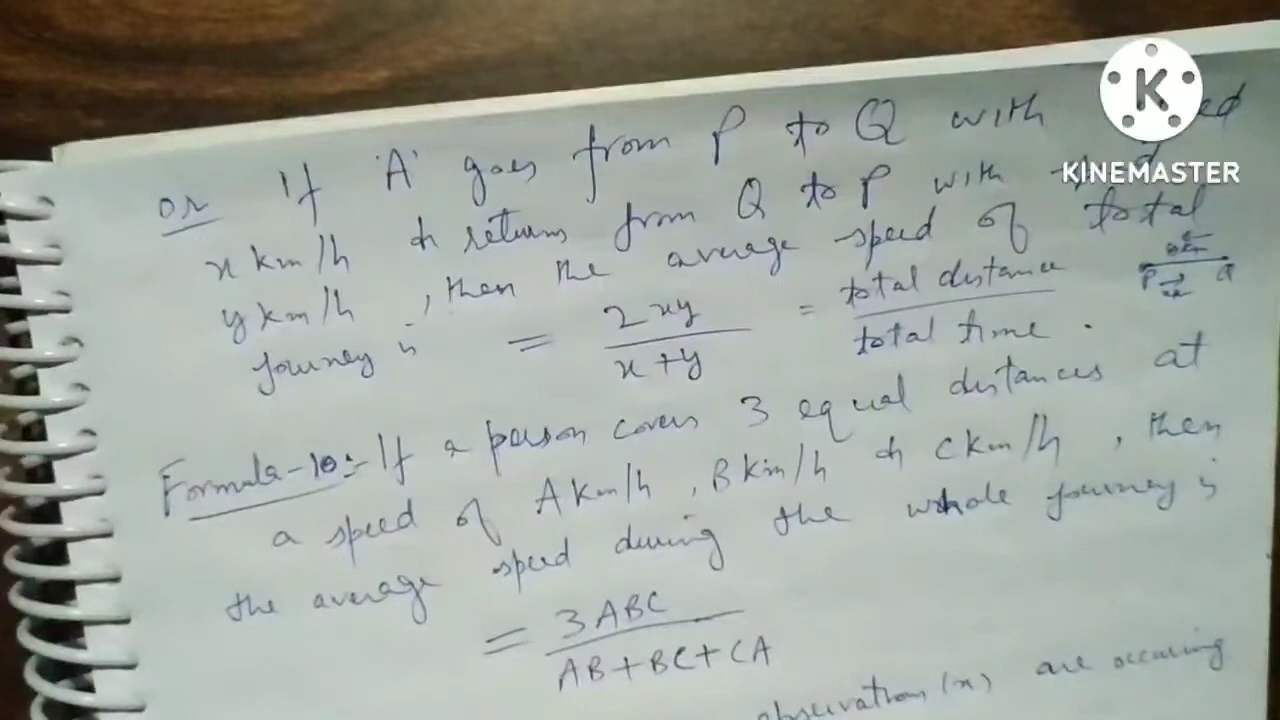 K
KINEMASTER
or If 'A' goes from P to Q with
x km/h & returns from Q to P with speed
y km/h, then the average speed of total
journey is = 2xy / x+y = total distance / total time.
P Q
Formula-10:- If a person covers 3 equal distances at
a speed of A km/h, B km/h & C km/h, then
the average speed during the whole journey is
= 3ABC / AB+BC+CA
observation (x) are occuring